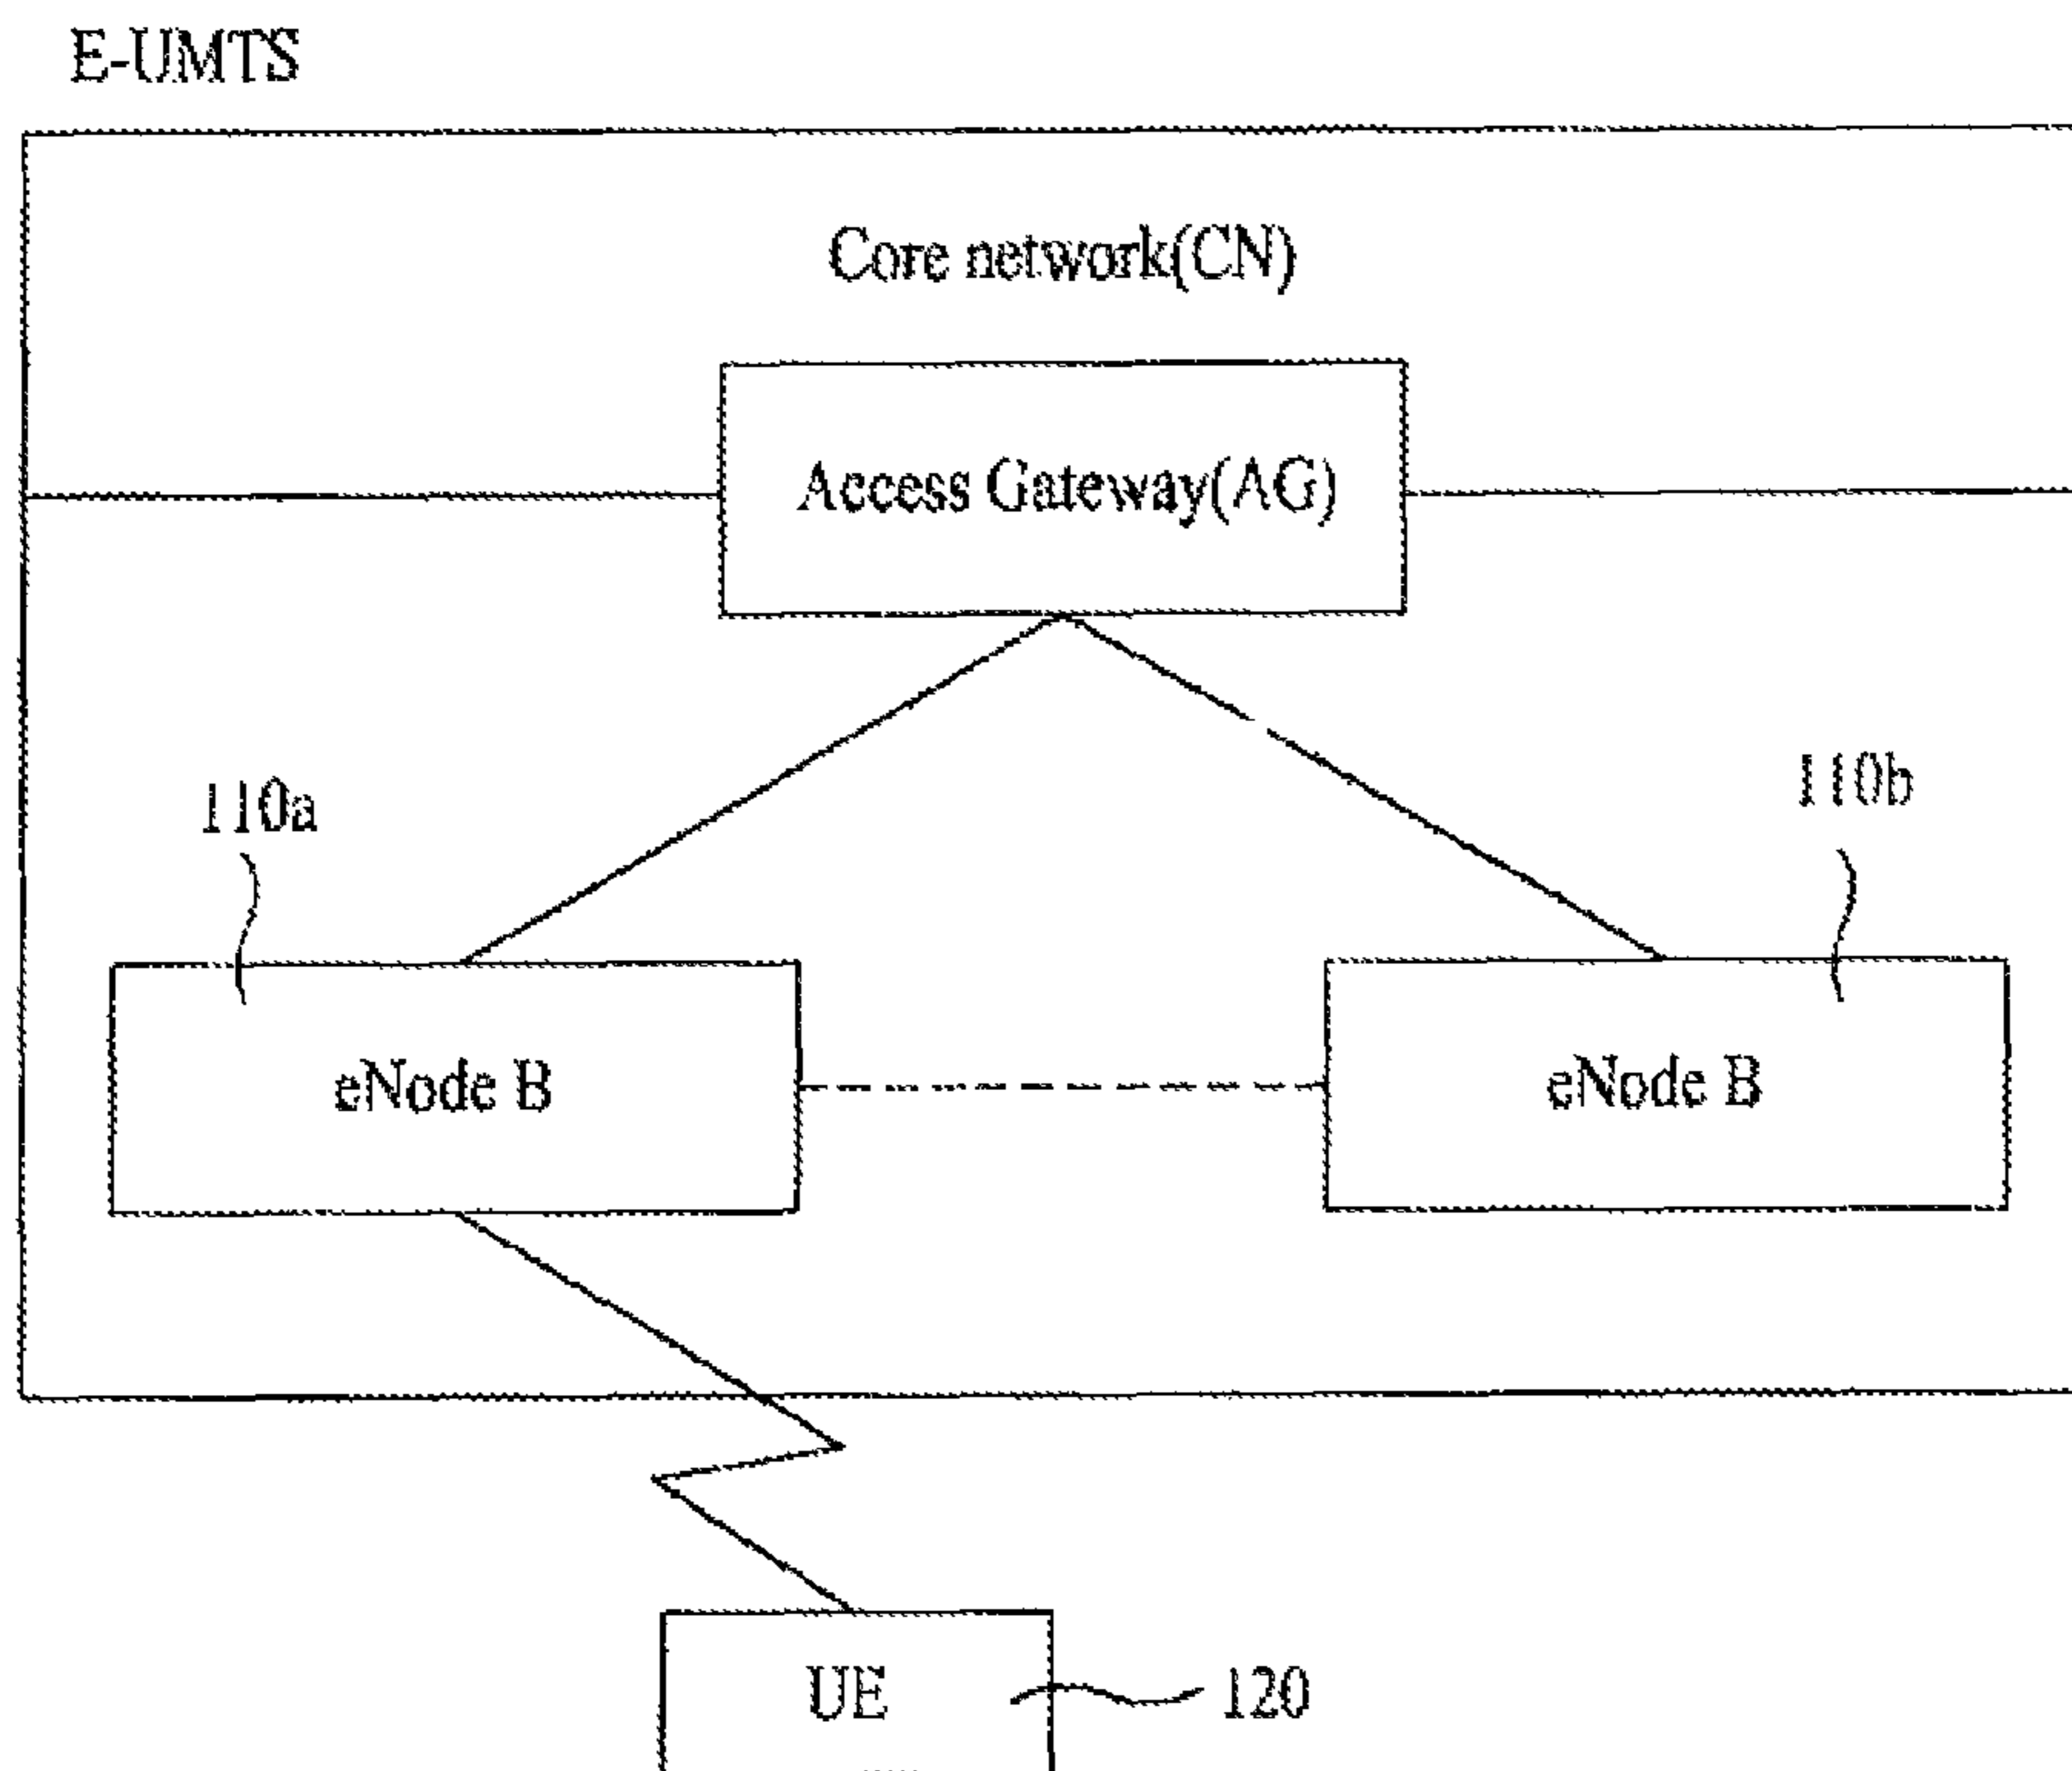 E-UMTS
Core network(CN)
Access Gateway(AG)
110a
110b
eNode B
eNode B
UE
120